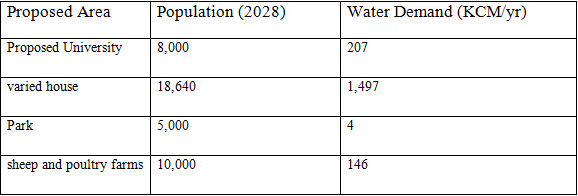 Proposed Area Population (2028) Water Demand (KCM/yr)
Proposed University 8,000 207
varied house 18,640 1,497
Park 5,000 4
sheep and poultry farms 10,000 146